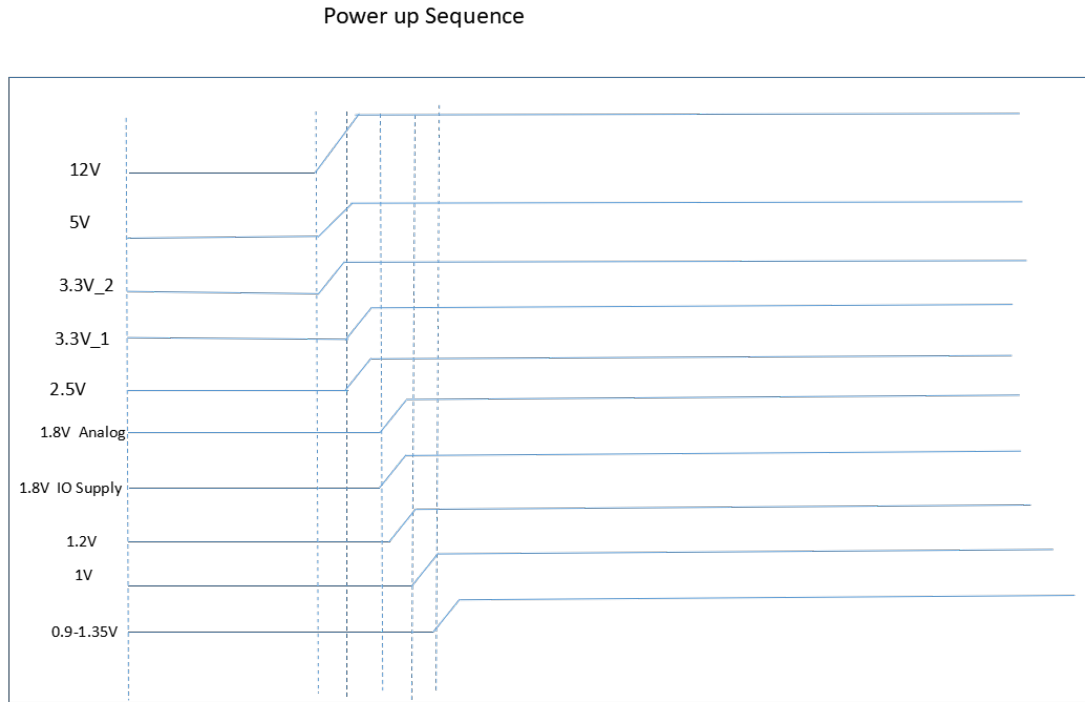 Power up Sequence
12V
5V
3.3V_2
3.3V_1
2.5V
1.8V Analog
1.8V IO Supply
1.2V
1V
0.9-1.35V